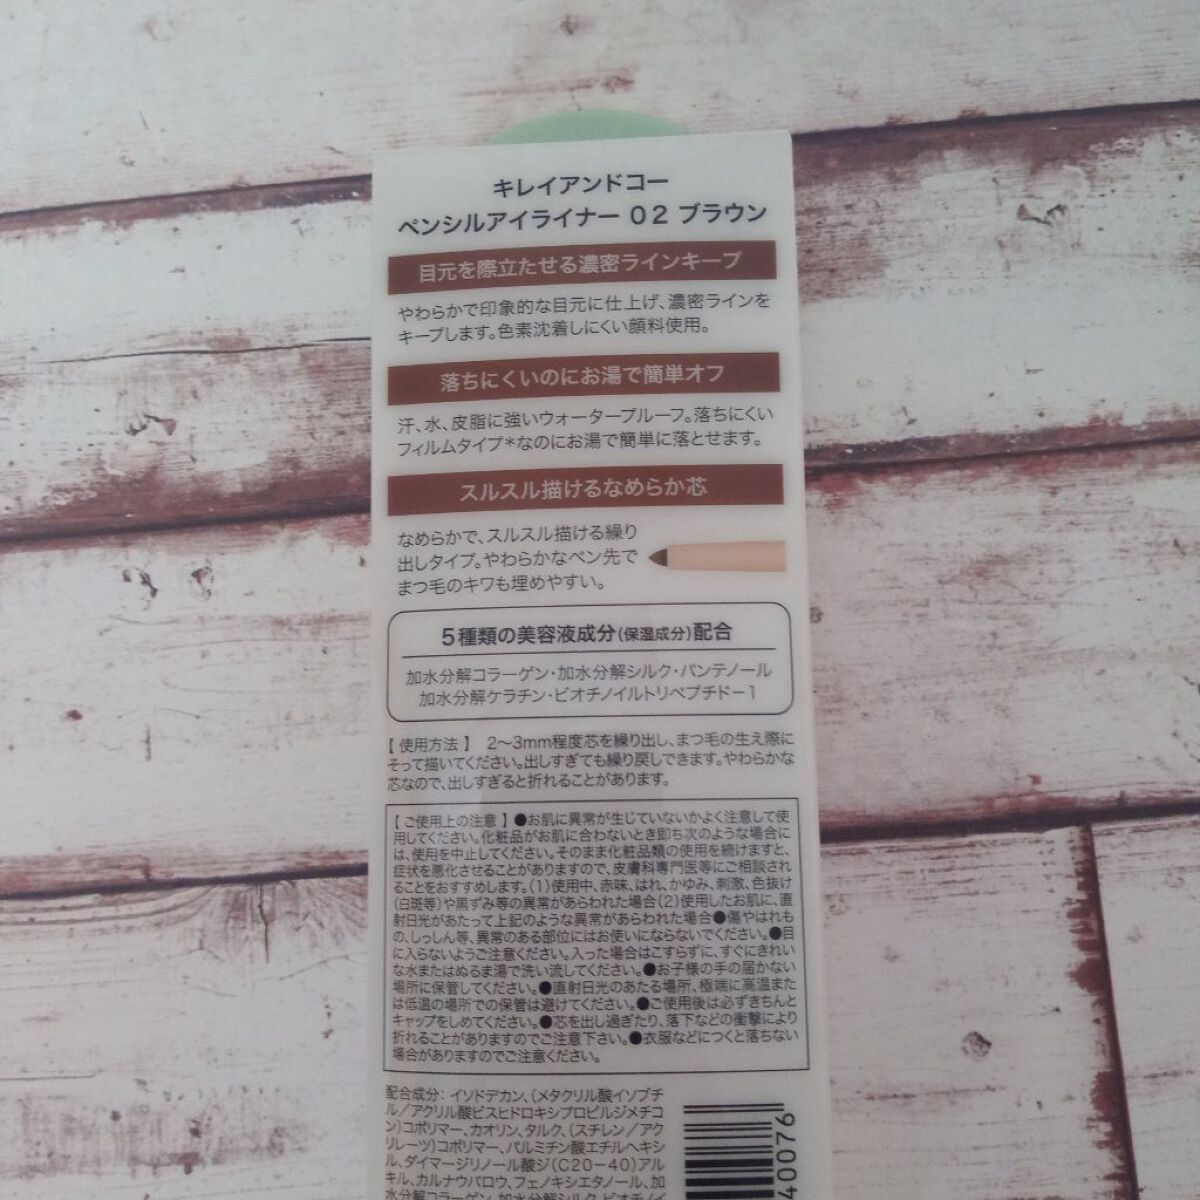 キレイアンドコー
ペンシルアイライナー 02 ブラウン
目元を際立たせる濃密ラインキープ
やわらかで印象的な目元に仕上げ、濃密ラインを
キープします。色素沈着しにくい顔料使用。
落ちにくいのにお湯で簡単オフ
汗、水、皮脂に強いウォータープルーフ。落ちにくい
フィルムタイプ*なのにお湯で簡単に落とせます。
スルスル描けるなめらか芯
なめらかで、スルスル描ける繰り
出しタイプ。やわらかなペン先で
まつ毛のキワも埋めやすい。
5種類の美容液成分(保湿成分)配合
加水分解コラーゲン・加水分解シルク・パンテノール
加水分解ケラチン・ビオチノイルトリペプチドー1
【使用方法】 2〜3mm程度芯を繰り出し、まつ毛の生え際に
そって描いてください。出しすぎても繰り戻しできます。やわらかな
芯なので、出しすぎると折れることがあります。
【ご使用上の注意】●お肌に異常が生じていないかよく注意して使
用してください。化粧品がお肌に合わないとき即ち次のような場合に
は、使用を中止してください。そのまま化粧品類の使用を続けますと、
症状を悪化させることがありますので、皮膚科専門医等にご相談され
ることをおすすめします。(1)使用中、赤味、はれ、かゆみ、刺激、色抜け
(白斑等)や黒ずみ等の異常があらわれた場合(2)使用したお肌に、直
射日光があたって上記のような異常があらわれた場合●傷やはれも
の、しっしん等、異常のある部位にはお使いにならないでください。●目
に入らないようご注意ください。入った場合はこすらずに、すぐにきれい
な水またはぬるま湯で洗い流してください。●お子様の手の届かない
場所に保管してください。●直射日光のあたる場所、極端に高温また
は低温の場所での保管は避けてください。●ご使用後は必ずきちんと
キャップをしめてください。●芯を出し過ぎたり、落下などの衝撃により
折れることがありますのでご注意下さい。●衣服などにつくと落ちない
場合がありますのでご注意ください。
配合成分：イソドデカン、(メタクリル酸イソブチ
ル／アクリル酸ビスヒドロキシプロピルジメチコ
ン)コポリマー、カオリン、タルク、(スチレン／アク
リレーツ)コポリマー、パルミチン酸エチルヘキシ
ル、ダイマージリノール酸ジ(C20－40)アル
キル、カルナウバロウ、フェノキシエタノール、加
水分解コラーゲン、加水分解シルク、ビオチノイ
40076